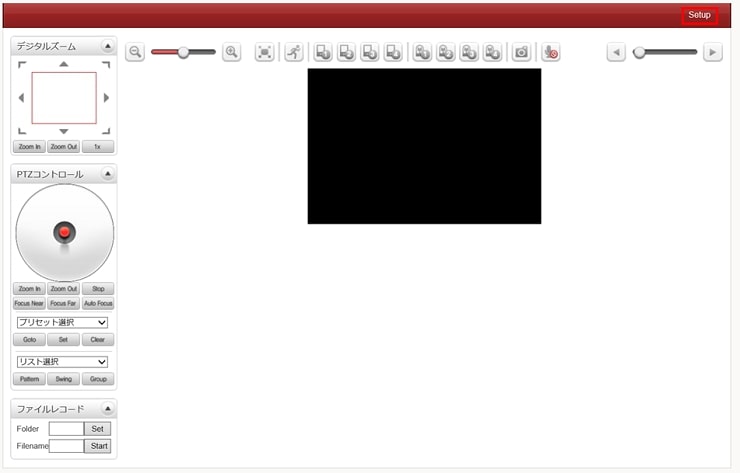 Setup
デジタルズーム
Zoom In Zoom Out 1x
PTZコントロール
Zoom In Zoom Out Stop
Focus Near Focus Far Auto Focus
プリセット選択
Goto Set Clear
リスト選択
Pattern Swing Group
ファイルレコード
Folder Set
Filename Start